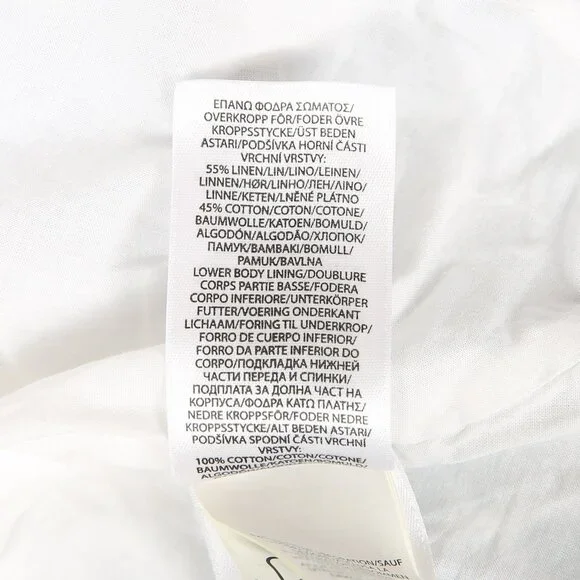 ΕΠΑΝΩ ΦΟΔΡΑ ΣΩΜΑΤΟΣ/
OVERKROPP FÔR/FODER ÖVRE
KROPPSSTYCKE/ÜST BEDEN
ASTARI/PODŠÍVKA HORNÍ ČÁSTI
VRCHNÍ VRSTVY:
55% LINEN/LIN/LINO/LEINEN/
LINNEN/HØR/LINHO/ЛЕН/ΛΙΝΟ/
LINNE/KETEN/LNĚNÉ PLÁTNO
45% COTTON/COTON/COTONE/
BAUMWOLLE/KATOEN/BOMULD/
ALGODÓN/ALGODÃO/ХЛОПОК/
ПАМУК/ΒΑΜΒΑΚΙ/BOMULL/
PAMUK/BAVLNA
LOWER BODY LINING/DOUBLURE
CORPS PARTIE BASSE/FODERA
CORPO INFERIORE/UNTERKÖRPER
FUTTER/VOERING ONDERKANT
LICHAAM/FORING TIL UNDERKROP/
FORRO DE CUERPO INFERIOR/
FORRO DA PARTE INFERIOR DO
CORPO/ПОДКЛАДКА НИЖНЕЙ
ЧАСТИ ПЕРЕДА И СПИНКИ/
ПОДПЛАТА ЗА ДОЛНА ЧАСТ НА
КОРПУСА/ΦΟΔΡΑ ΚΑΤΩ ΠΛΑΤΗΣ/
NEDRE KROPPSFÔR/FODER NEDRE
KROPPSSTYCKE/ALT BEDEN ASTARI/
PODŠÍVKA SPODNÍ ČÁSTI VRCHNÍ
VRSTVY:
100% COTTON/COTON/COTONE/
BAUMWOLLE/KATOEN/BOMULD/